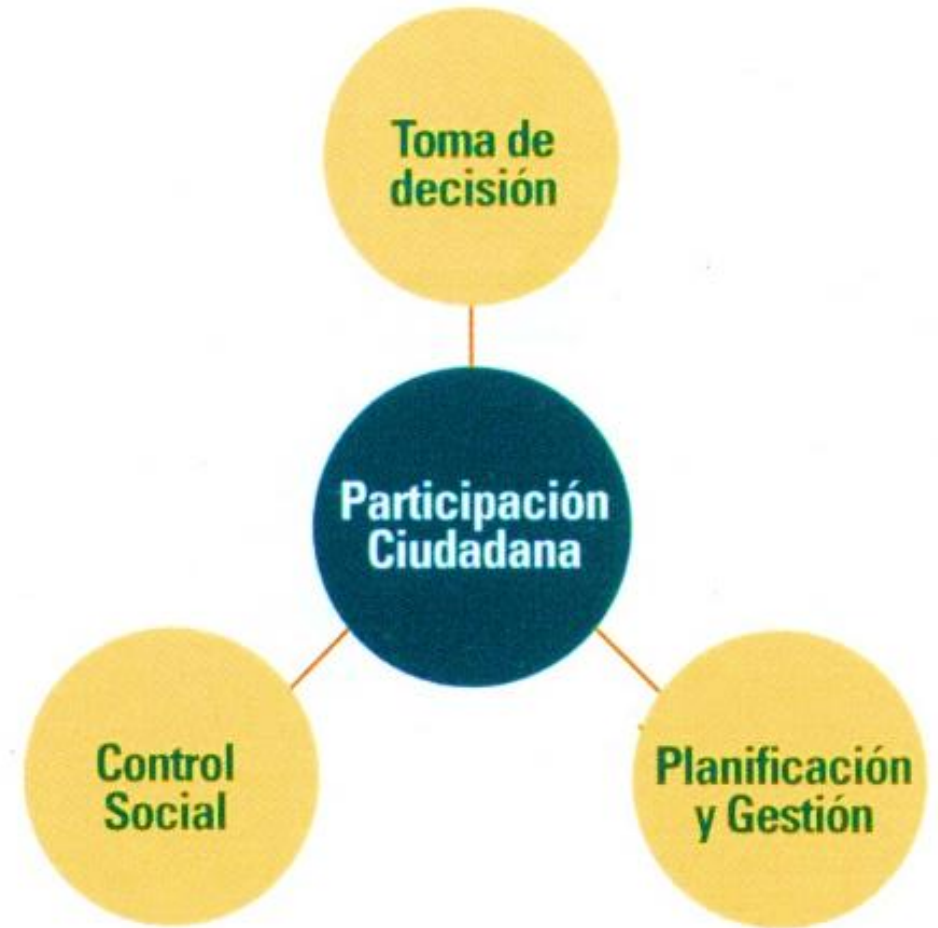 Toma de
decisión
Participación
Ciudadana
Control
Social
Planificación
y Gestión